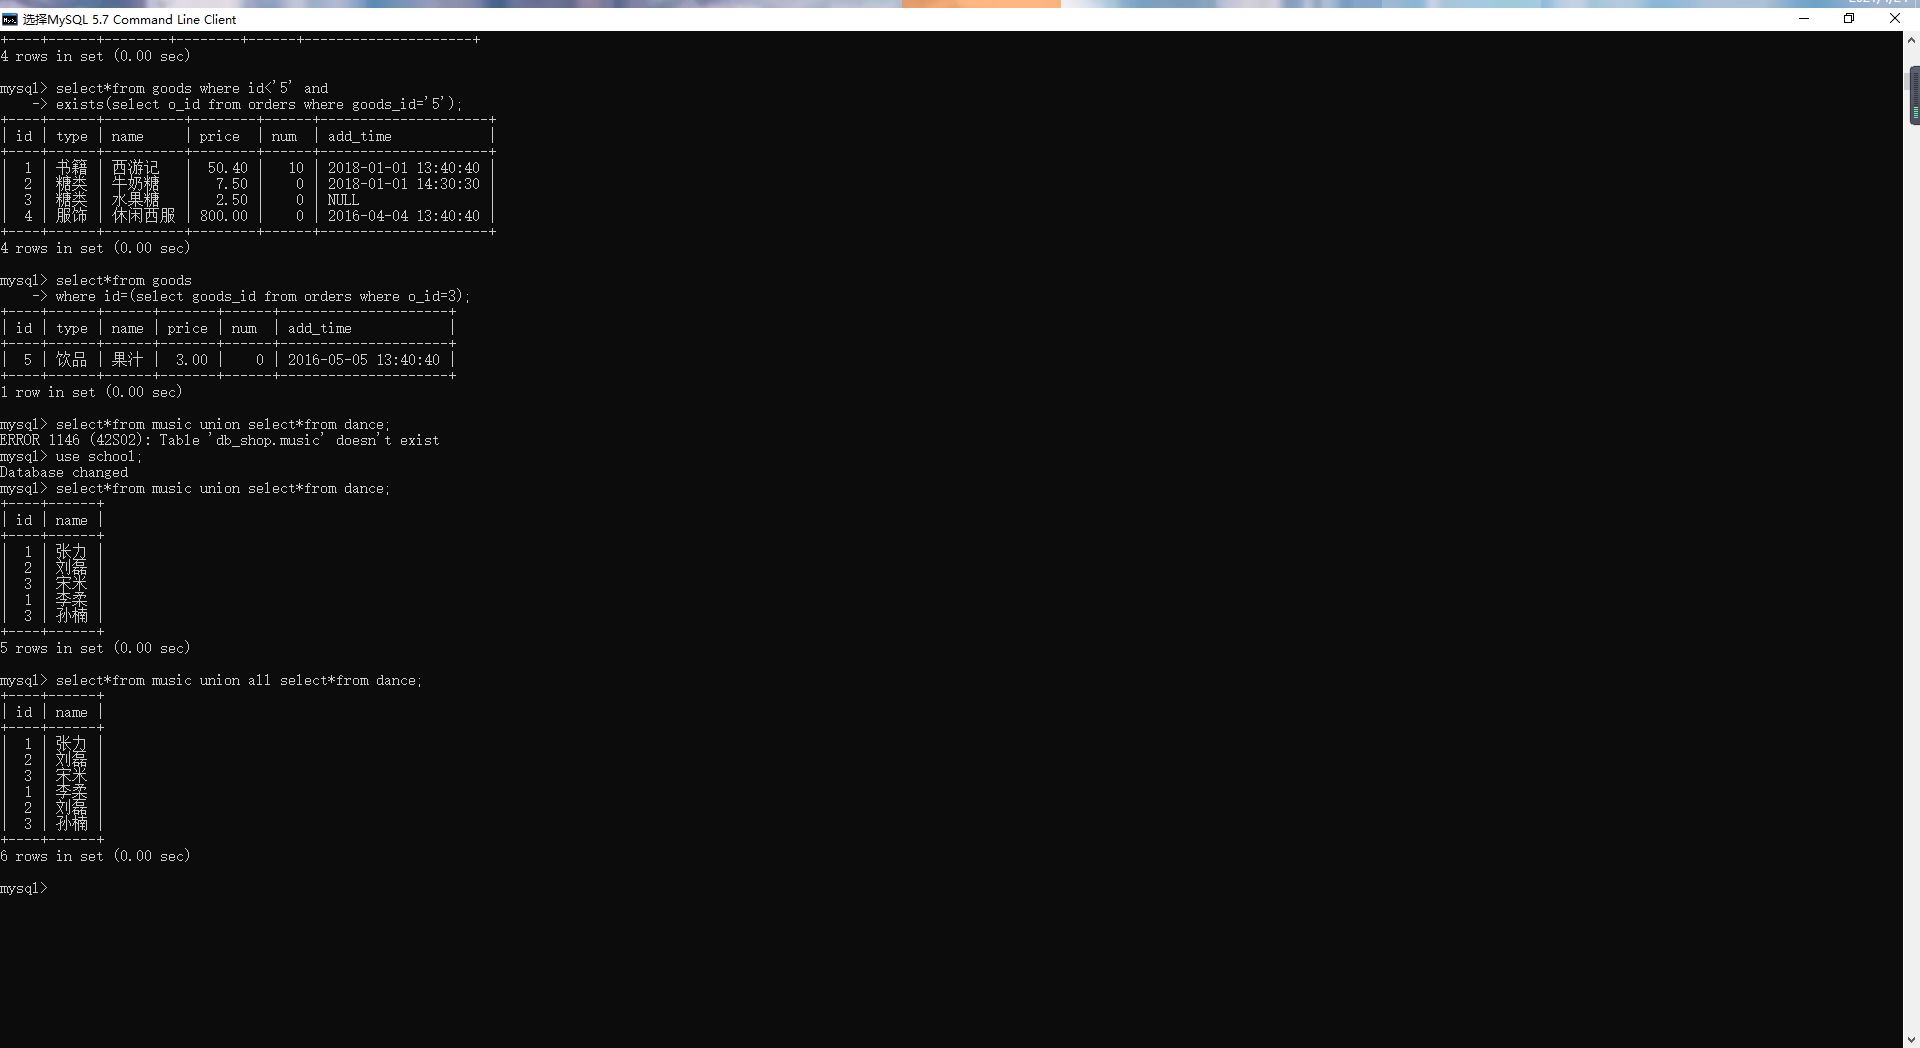 选择MySQL 5.7 Command Line Client
+----+------+--------+--------+------+---------------------+
4 rows in set (0.00 sec)
mysql> select*from goods where id<'5' and
    -> exists(select o_id from orders where goods_id='5');
+----+------+----------+--------+------+---------------------+
| id | type | name     | price  | num  | add_time            |
+----+------+----------+--------+------+---------------------+
|  1 | 书籍 | 西游记   |  50.40 |   10 | 2018-01-01 13:40:40 |
|  2 | 糖类 | 牛奶糖   |   7.50 |    0 | 2018-01-01 14:30:30 |
|  3 | 糖类 | 水果糖   |   2.50 |    0 | NULL                |
|  4 | 服饰 | 休闲西服 | 800.00 |    0 | 2016-04-04 13:40:40 |
+----+------+----------+--------+------+---------------------+
4 rows in set (0.00 sec)
mysql> select*from goods
    -> where id=(select goods_id from orders where o_id=3);
+----+------+------+-------+------+---------------------+
| id | type | name | price | num  | add_time            |
+----+------+------+-------+------+---------------------+
|  5 | 饮品 | 果汁 |  3.00 |    0 | 2016-05-05 13:40:40 |
+----+------+------+-------+------+---------------------+
1 row in set (0.00 sec)
mysql> select*from music union select*from dance;
ERROR 1146 (42S02): Table 'db_shop.music' doesn't exist
mysql> use school;
Database changed
mysql> select*from music union select*from dance;
+----+------+
| id | name |
+----+------+
|  1 | 张力 |
|  2 | 刘磊 |
|  3 | 宋米 |
|  1 | 李柔 |
|  3 | 孙楠 |
+----+------+
5 rows in set (0.00 sec)
mysql> select*from music union all select*from dance;
+----+------+
| id | name |
+----+------+
|  1 | 张力 |
|  2 | 刘磊 |
|  3 | 宋米 |
|  1 | 李柔 |
|  2 | 刘磊 |
|  3 | 孙楠 |
+----+------+
6 rows in set (0.00 sec)
mysql>